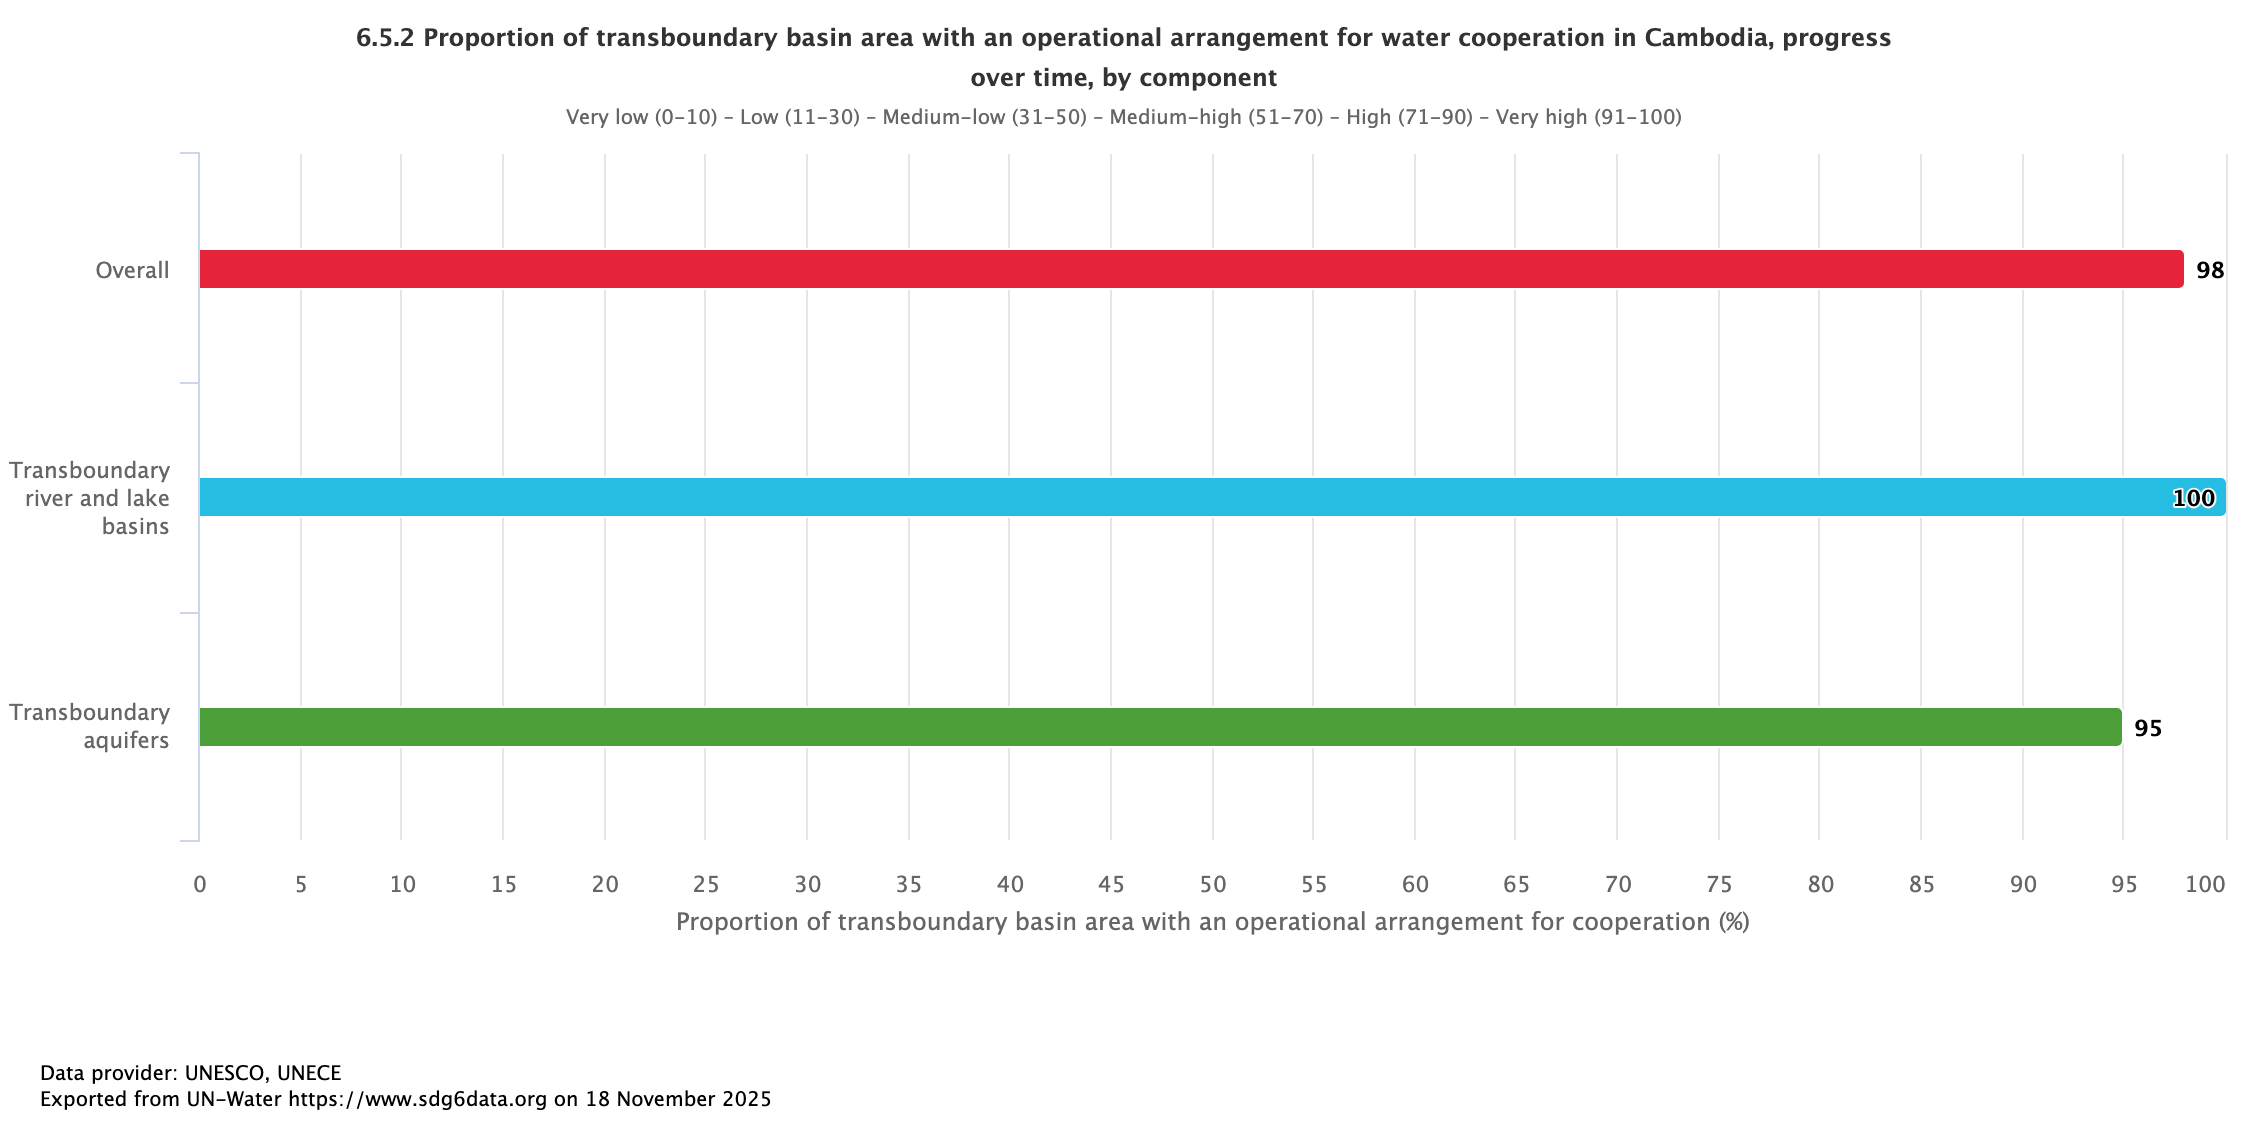 6.5.2 Proportion of transboundary basin area with an operational arrangement for water cooperation in Cambodia, progress
over time, by component
Very low (0–10) – Low (11–30) – Medium–low (31–50) – Medium–high (51–70) – High (71–90) – Very high (91–100)
Overall
98
Transboundary
river and lake
basins
100
Transboundary
aquifers
95
0 5 10 15 20 25 30 35 40 45 50 55 60 65 70 75 80 85 90 95 100
Proportion of transboundary basin area with an operational arrangement for cooperation (%)
Data provider: UNESCO, UNECE
Exported from UN–Water https://www.sdg6data.org on 18 November 2025